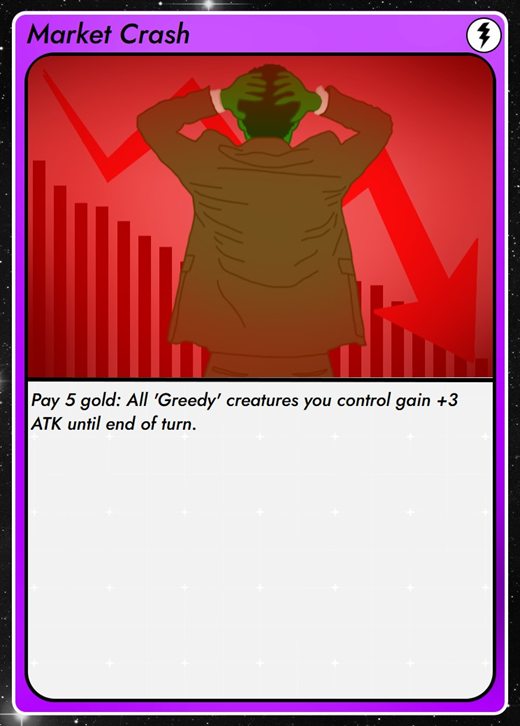 Market Crash
Pay 5 gold: All 'Greedy' creatures you control gain +3
ATK until end of turn.